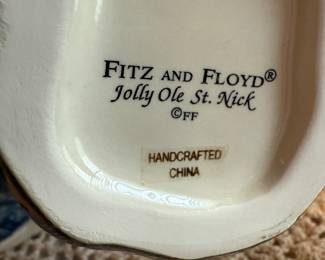 FITZ AND FLOYD®
Jolly Ole St. Nick
©FF
HANDCRAFTED
CHINA